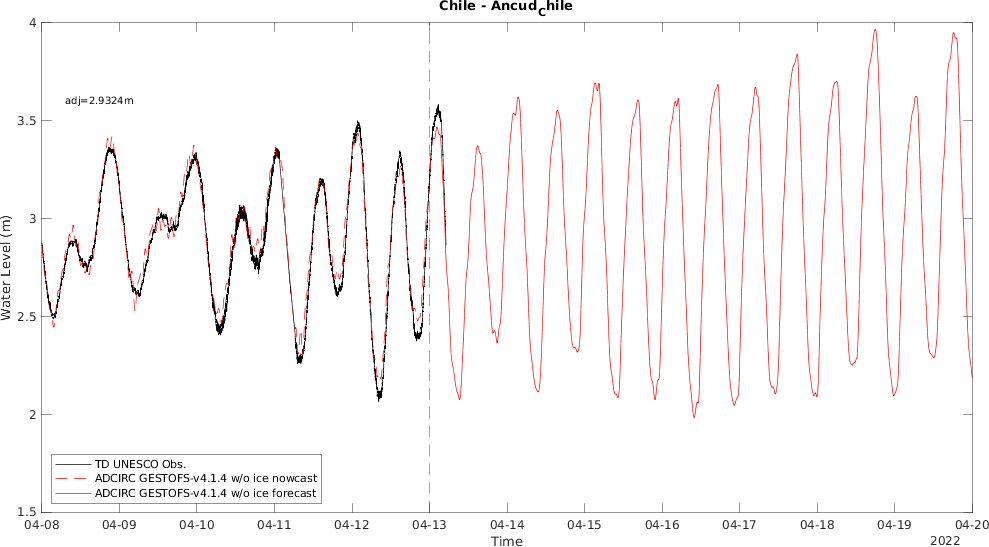 Chile - Ancud_Chile
adj=2.9324m
4
3.5
3
2.5
2
1.5
Water Level (m)
TD UNESCO Obs.
ADCIRC GESTOFS-v4.1.4 w/o ice nowcast
ADCIRC GESTOFS-v4.1.4 w/o ice forecast
04-08 04-09 04-10 04-11 04-12 04-13 04-14 04-15 04-16 04-17 04-18 04-19 04-20
Time
2022